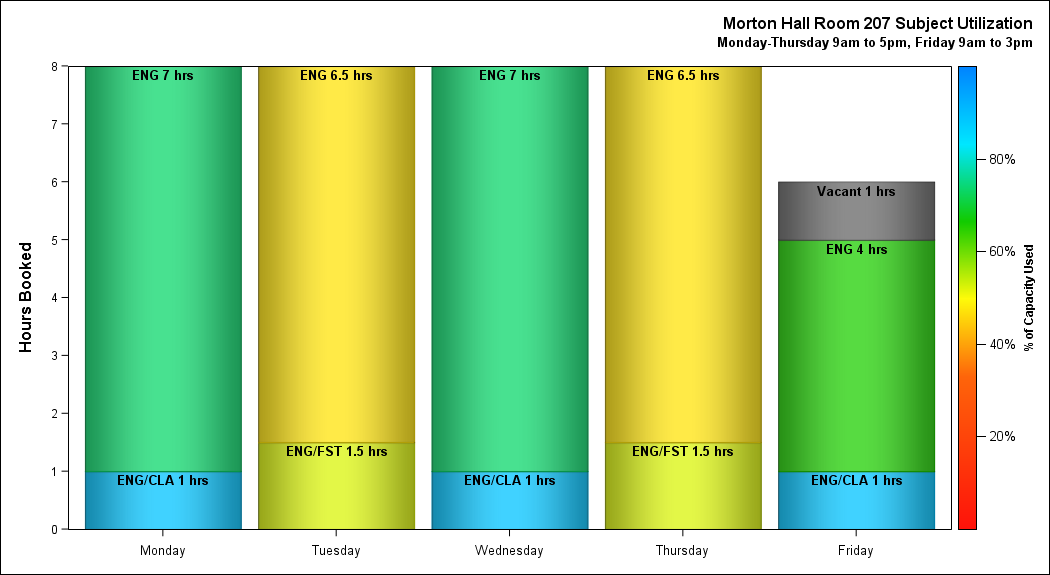 Morton Hall Room 207 Subject Utilization
Monday-Thursday 9am to 5pm, Friday 9am to 3pm
Hours Booked
8
7
6
5
4
3
2
1
0
ENG 7 hrs
ENG/CLA 1 hrs
ENG 6.5 hrs
ENG/FST 1.5 hrs
ENG 7 hrs
ENG/CLA 1 hrs
ENG 6.5 hrs
ENG/FST 1.5 hrs
Vacant 1 hrs
ENG 4 hrs
ENG/CLA 1 hrs
Monday
Tuesday
Wednesday
Thursday
Friday
80%
60%
40%
20%
% of Capacity Used